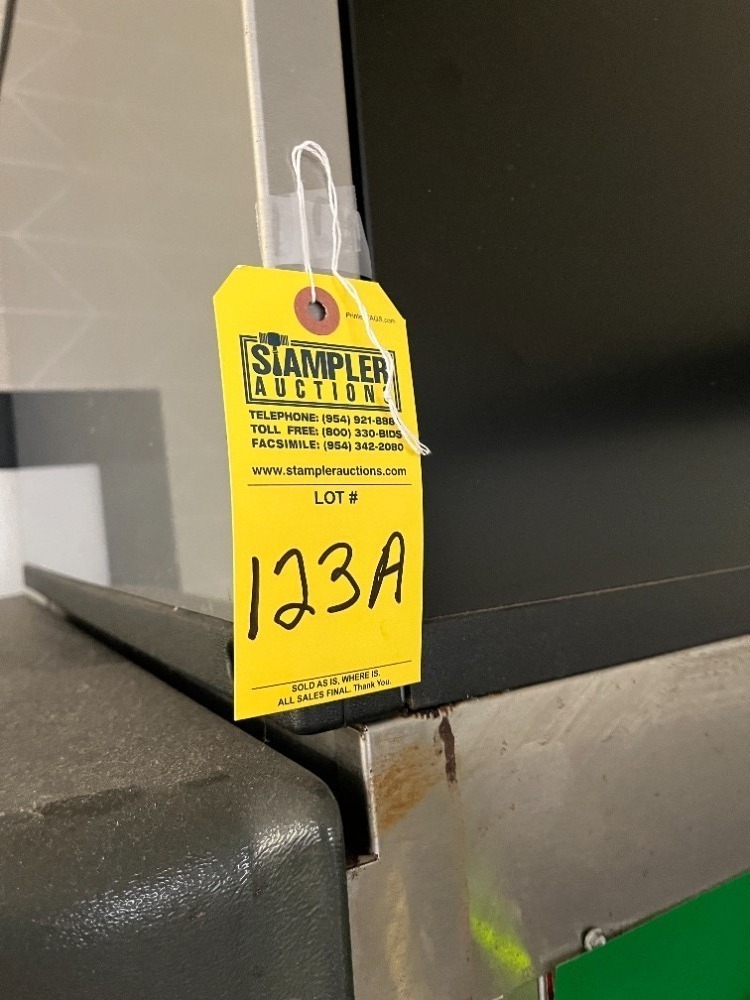 STAMPLER
AUCTIONS
TELEPHONE: (954) 921-888
TOLL FREE: (800) 330-BIDS
FACSIMILE: (954) 342-2080
www.stamplerauctions.com
LOT #
123A
SOLD AS IS, WHERE IS.
ALL SALES FINAL. Thank You.